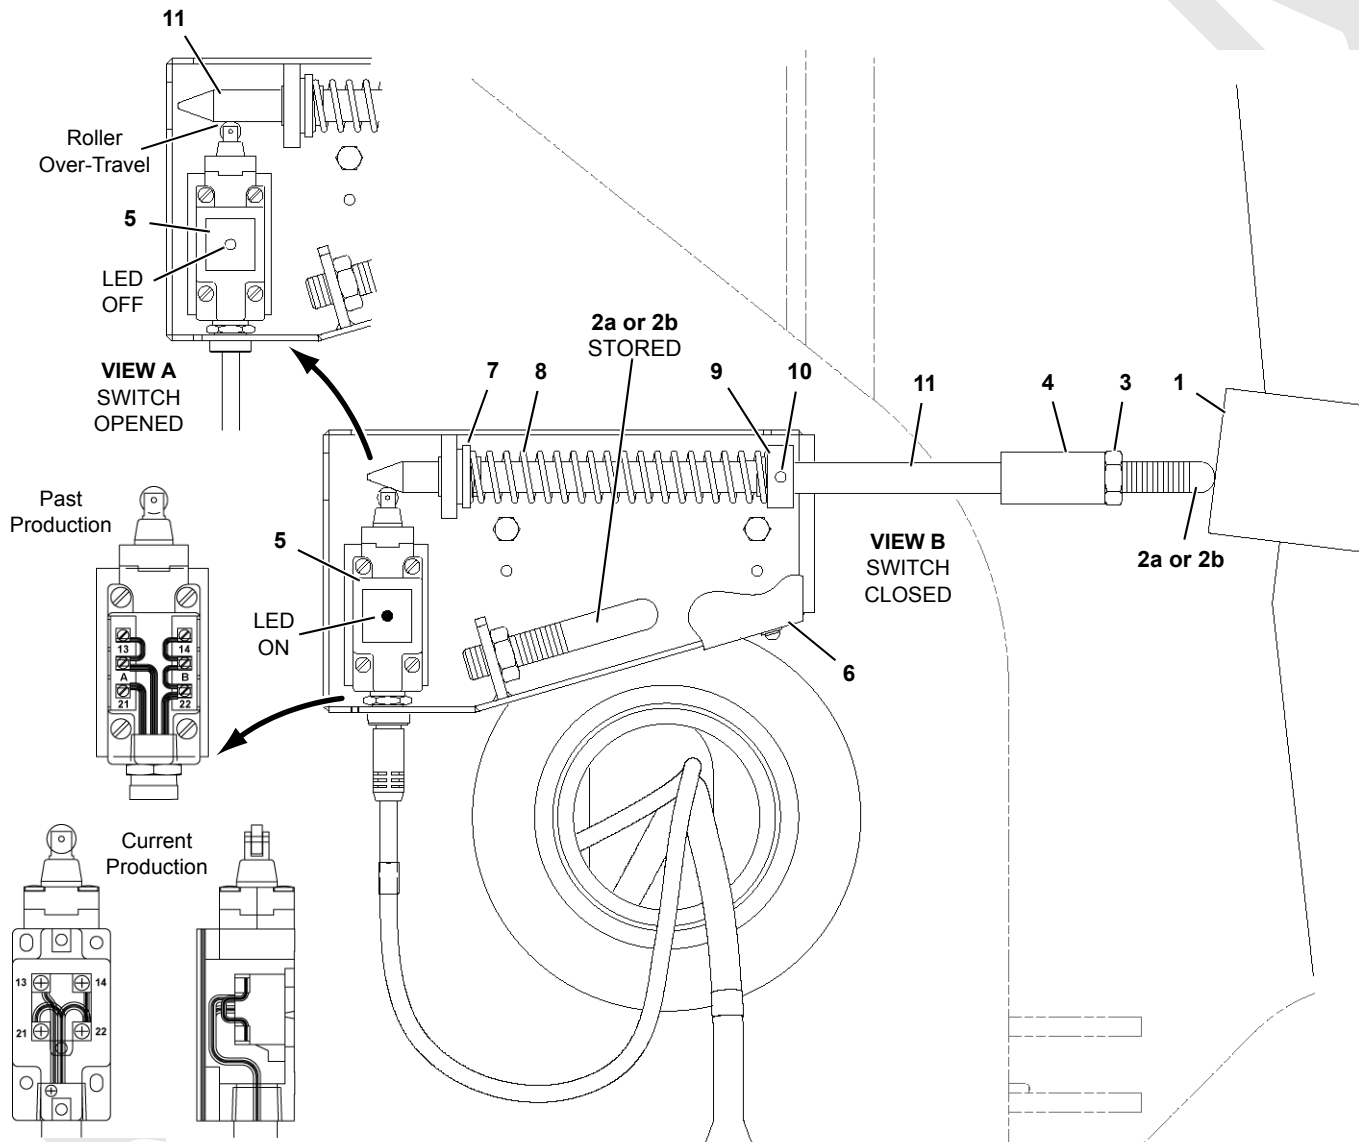 11
Roller
Over-Travel
5
LED
OFF
VIEW A
SWITCH
OPENED
2a or 2b
STORED
7
8
9
10
11
4
3
1
2a or 2b
VIEW B
SWITCH
CLOSED
5
LED
ON
6
Past
Production
13
14
A
B
21
22
Current
Production
13
14
21
22